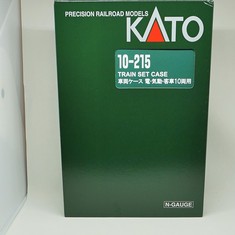 PRECISION RAILROAD MODELS
KATO
10-215
TRAIN SET CASE
車両ケース 電・気動・客車10両用
N-GAUGE